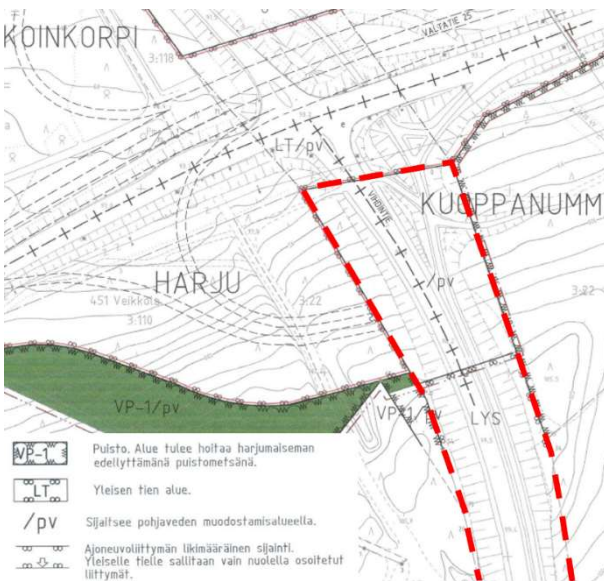 KOINKORPI
3:118
VALTATIE 25
LT/pv
VIHDINTIE
KUOPPANUMM
/pv
HARJU
451 Veikkola
3:110
3:22
3:22
VP-1/pv
VP-1/pv
LYS
VP-1
Puisto. Alue tulee hoitaa harjumaiseman
edellyttämänä puistometsänä.
LT
Yleisen tien alue.
/pv
Sijaitsee pohjaveden muodostamisalueella.
Ajoneuvoliittymän likimääräinen sijainti.
Yleiselle tielle sallitaan vain nuolella osoitetut
liittymät.